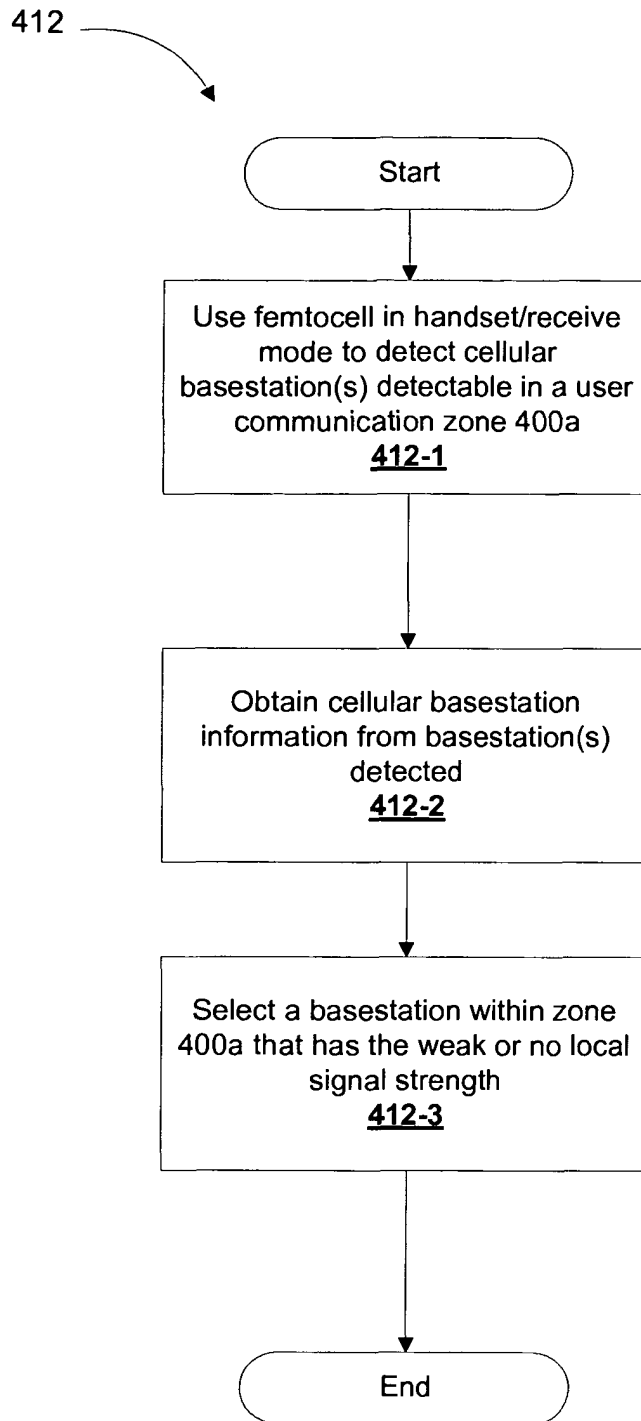 412
Start
Use femtocell in handset/receive
mode to detect cellular
basestation(s) detectable in a user
communication zone 400a
412-1
Obtain cellular basestation
information from basestation(s)
detected
412-2
Select a basestation within zone
400a that has the weak or no local
signal strength
412-3
End